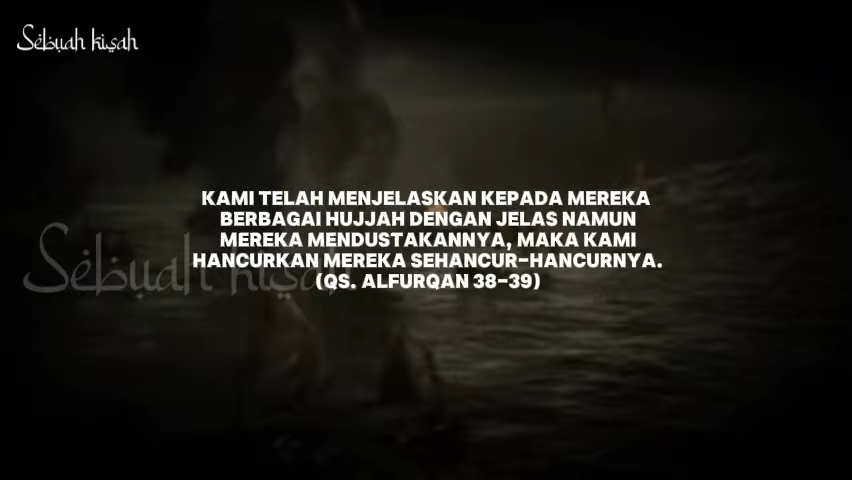 Sebuah kisah
KAMI TELAH MENJELASKAN KEPADA MEREKA
BERBAGAI HUJJAH DENGAN JELAS NAMUN
MEREKA MENDUSTAKANNYA, MAKA KAMI
HANCURKAN MEREKA SEHANCUR-HANCURNYA.
(QS. ALFURQAN 38-39)
Sebuah kisah